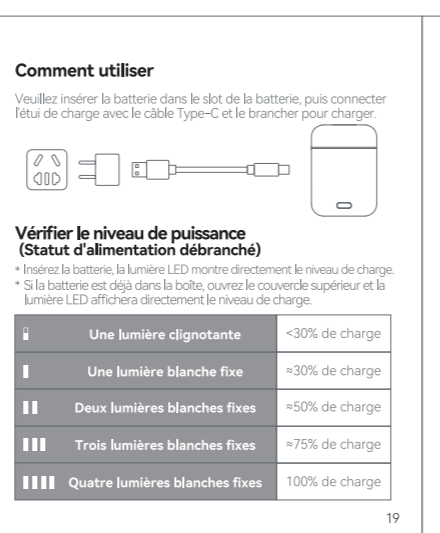 Comment utiliser
Veuillez insérer la batterie dans le slot de la batterie, puis connecter
l'étui de charge avec le câble Type-C et le brancher pour charger.
Vérifier le niveau de puissance
(Statut d'alimentation débranché)
* Insérez la batterie, la lumière LED montre directement le niveau de charge.
* Si la batterie est déjà dans la boîte, ouvrez le couvercle supérieur et la
lumière LED affichera directement le niveau de charge.
Une lumière clignotante <30% de charge
Une lumière blanche fixe ≈30% de charge
Deux lumières blanches fixes ≈50% de charge
Trois lumières blanches fixes ≈75% de charge
Quatre lumières blanches fixes 100% de charge
19